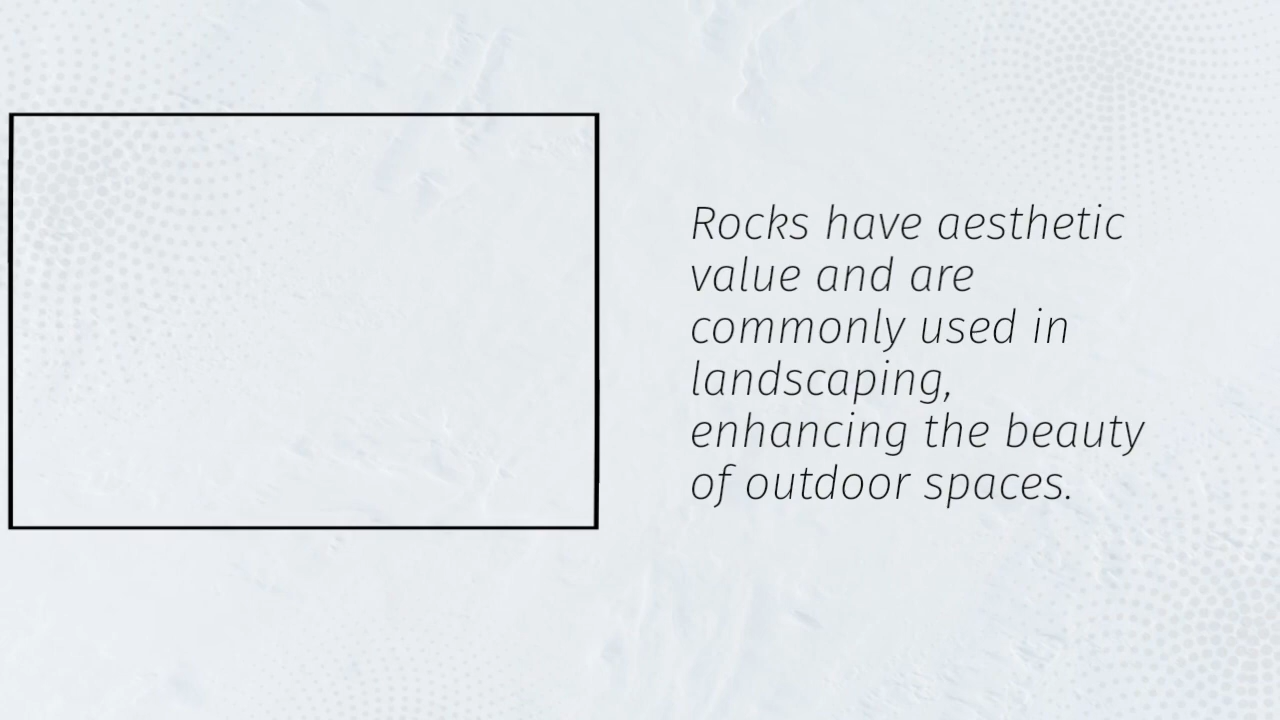 Rocks have aesthetic
value and are
commonly used in
landscaping,
enhancing the beauty
of outdoor spaces.